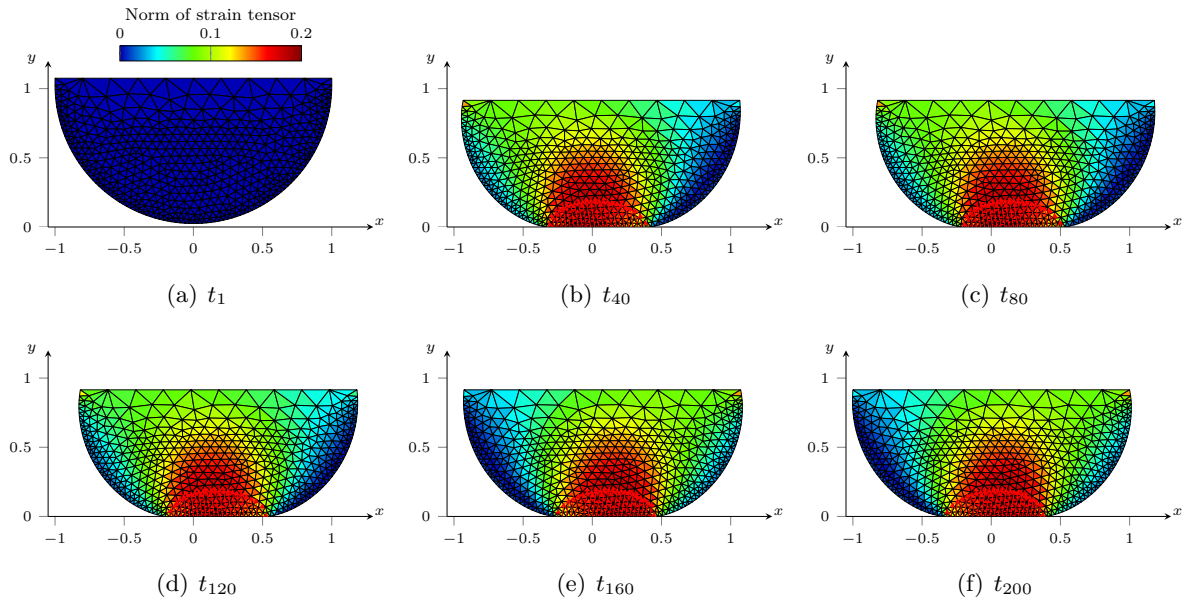 Norm of strain tensor
0 0.1 0.2
y
1
0.5
0
−1 −0.5 0 0.5 1
x
(a) t₁
y
1
0.5
0
−1 −0.5 0 0.5 1
x
(b) t₄₀
y
1
0.5
0
−1 −0.5 0 0.5 1
x
(c) t₈₀
y
1
0.5
0
−1 −0.5 0 0.5 1
x
(d) t₁₂₀
y
1
0.5
0
−1 −0.5 0 0.5 1
x
(e) t₁₆₀
y
1
0.5
0
−1 −0.5 0 0.5 1
x
(f) t₂₀₀